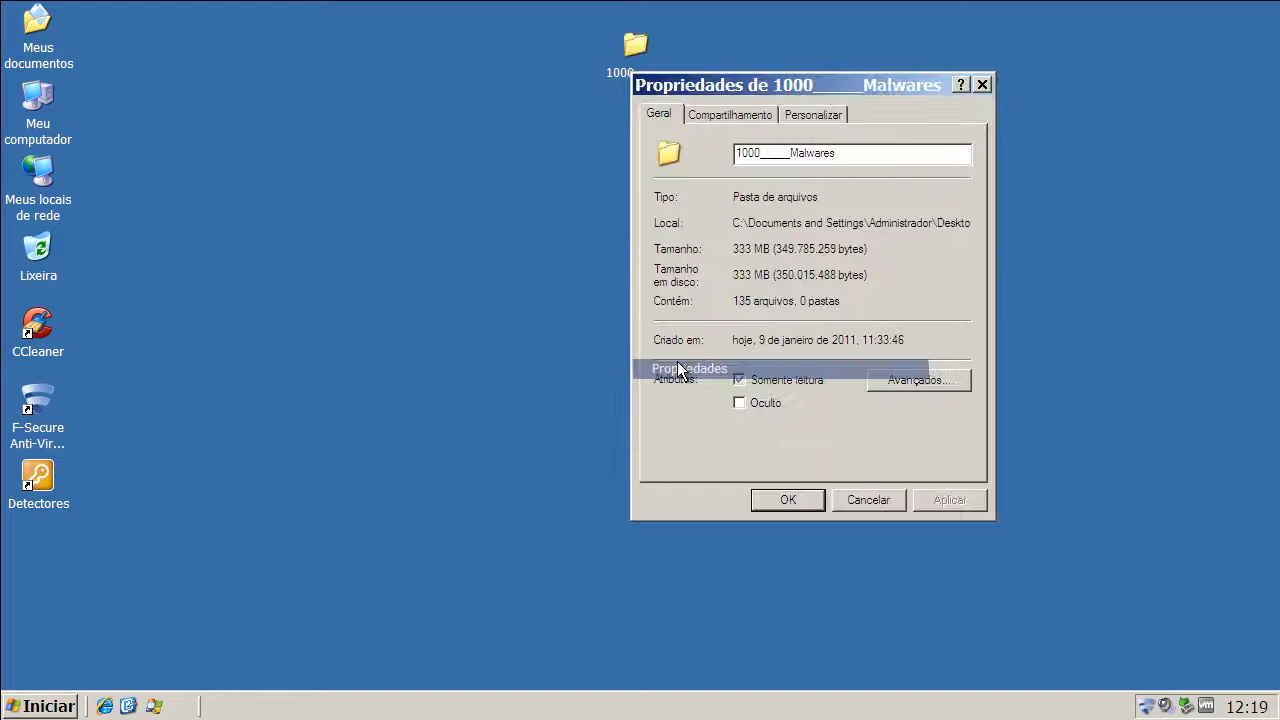 Meus
documentos
Meu
computador
Meus locais
de rede
Lixeira
CCleaner
F-Secure
Anti-Vir...
Detectores
1000
Propriedades de 1000_____Malwares
Geral
Compartilhamento
Personalizar
1000_____Malwares
Tipo: Pasta de arquivos
Local: C:\Documents and Settings\Administrador\Deskto
Tamanho: 333 MB (349.785.259 bytes)
Tamanho
em disco: 333 MB (350.015.488 bytes)
Contém: 135 arquivos, 0 pastas
Criado em: hoje, 9 de janeiro de 2011, 11:33:46
Propriedades
Atributos: Somente leitura Avançados...
Oculto
OK Cancelar Aplicar
Iniciar
vm
12:19